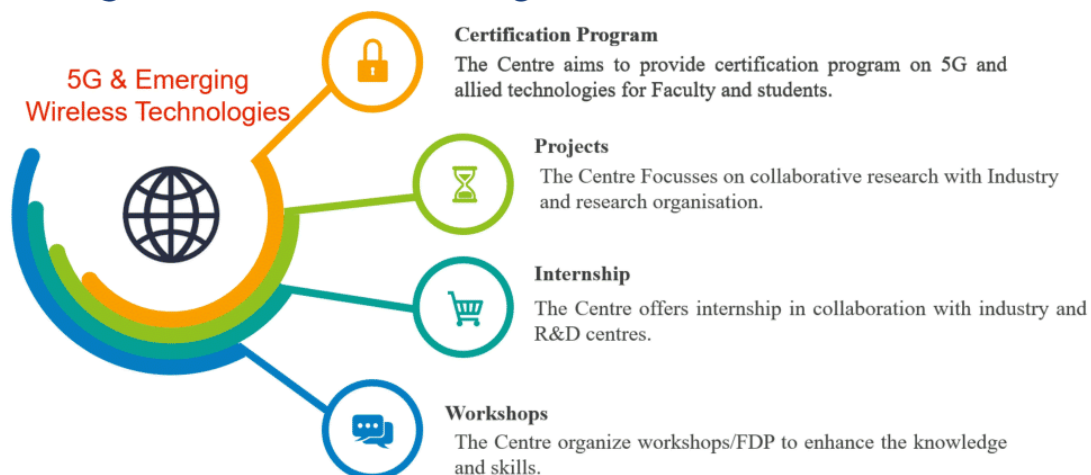 5G & Emerging
Wireless Technologies
Certification Program
The Centre aims to provide certification program on 5G and
allied technologies for Faculty and students.
Projects
The Centre Focusses on collaborative research with Industry
and research organisation.
Internship
The Centre offers internship in collaboration with industry and
R&D centres.
Workshops
The Centre organize workshops/FDP to enhance the knowledge
and skills.